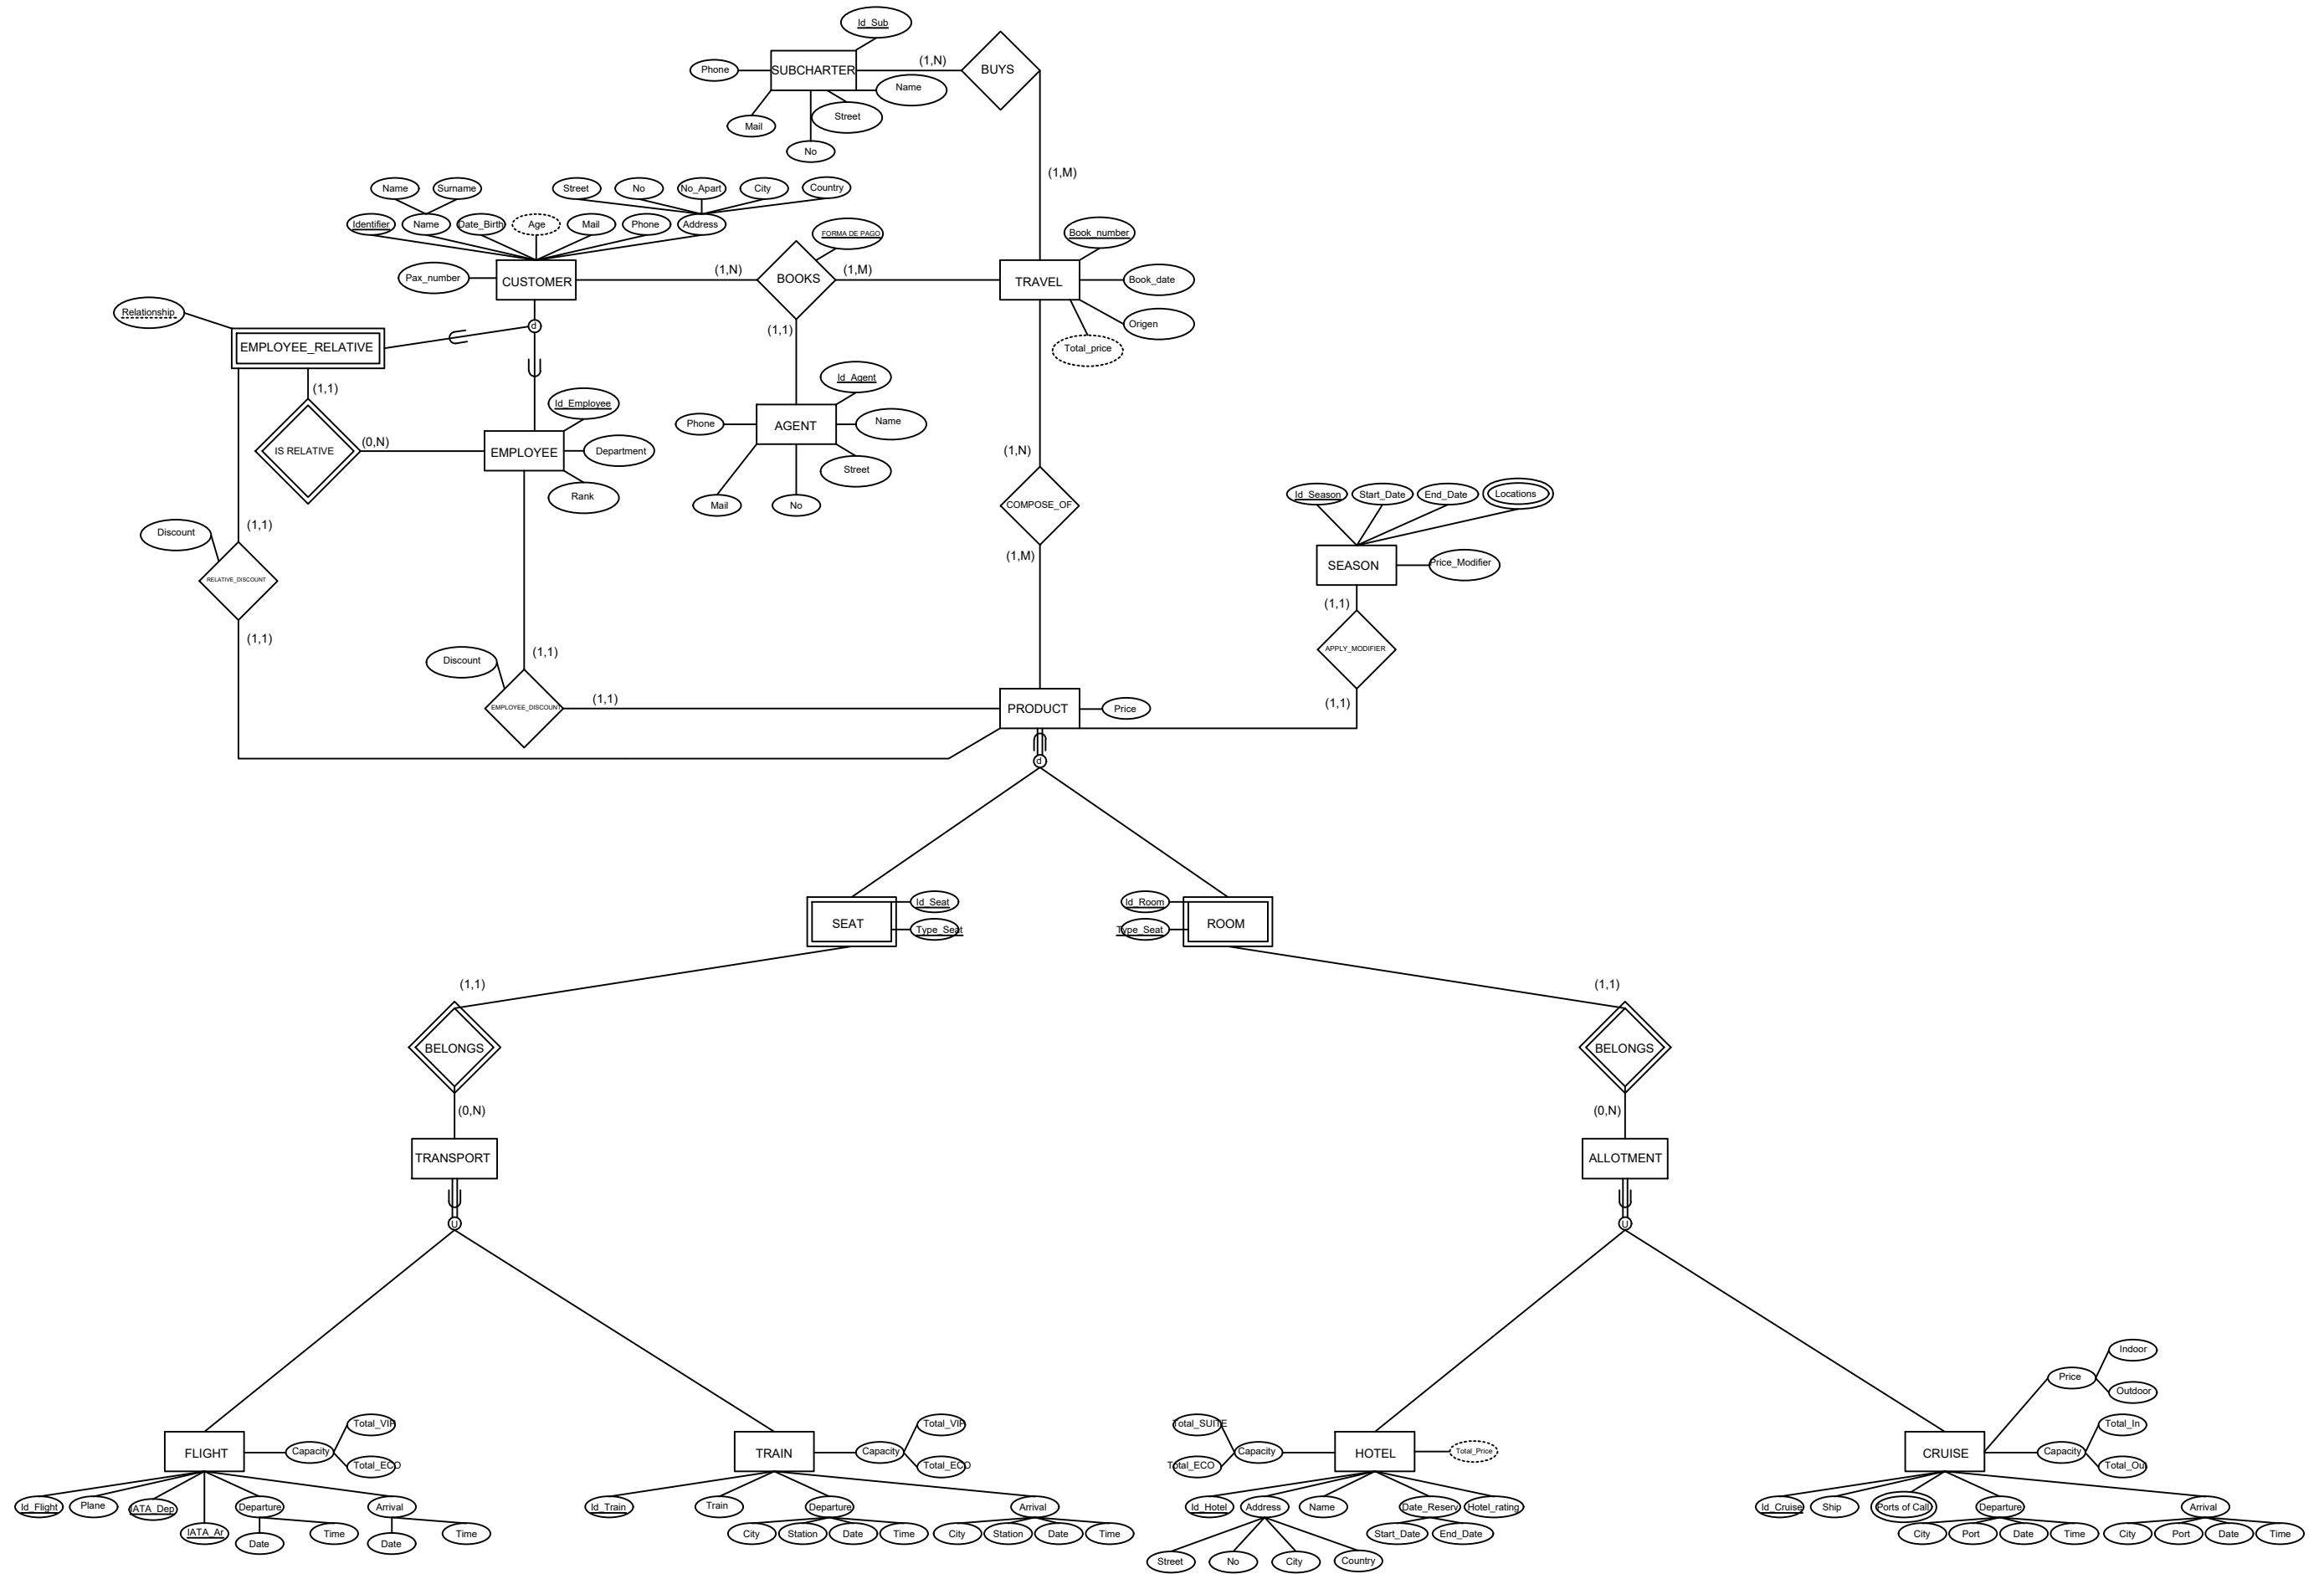 Id_Sub
Phone
SUBCHARTER
(1,N)
BUYS
Name
Street
Mail
No
(1,M)
Name
Surname
Street
No
No_Apart
City
Country
Identifier
Name
Date_Birth
Age
Mail
Phone
Address
FORMA DE PAGO
Book_number
Pax_number
CUSTOMER
(1,N)
BOOKS
(1,M)
TRAVEL
Book_date
Relationship
d
(1,1)
Origen
Total_price
EMPLOYEE_RELATIVE
(1,1)
Id_Agent
Id_Employee
Phone
AGENT
Name
IS RELATIVE
(0,N)
EMPLOYEE
Department
(1,N)
Street
Rank
Mail
No
COMPOSE_OF
Id_Season
Start_Date
End_Date
Locations
(1,1)
Discount
(1,M)
SEASON
Price_Modifier
RELATIVE_DISCOUNT
(1,1)
(1,1)
Discount
(1,1)
APPLY_MODIFIER
(1,1)
EMPLOYEE_DISCOUNT
(1,1)
PRODUCT
Price
d
Id_Seat
SEAT
Type_Seat
Id_Room
Type_Seat
ROOM
(1,1)
(1,1)
BELONGS
BELONGS
(0,N)
(0,N)
TRANSPORT
ALLOTMENT
U
U
Indoor
Price
Outdoor
Total_VIP
FLIGHT
Capacity
Total_ECO
Total_VIP
TRAIN
Capacity
Total_ECO
Total_SUITE
Capacity
Total_ECO
HOTEL
Total_Price
CRUISE
Total_In
Capacity
Total_Ou
Id_Flight
Plane
IATA_Dep
IATA_Ar
Departure
Date
Time
Arrival
Date
Time
Id_Train
Train
Departure
City
Station
Date
Time
Arrival
City
Station
Date
Time
Id_Hotel
Address
Name
Date_Reserv
Hotel_rating
Start_Date
End_Date
Street
No
City
Country
Id_Cruise
Ship
Ports of Call
Departure
City
Port
Date
Time
Arrival
City
Port
Date
Time